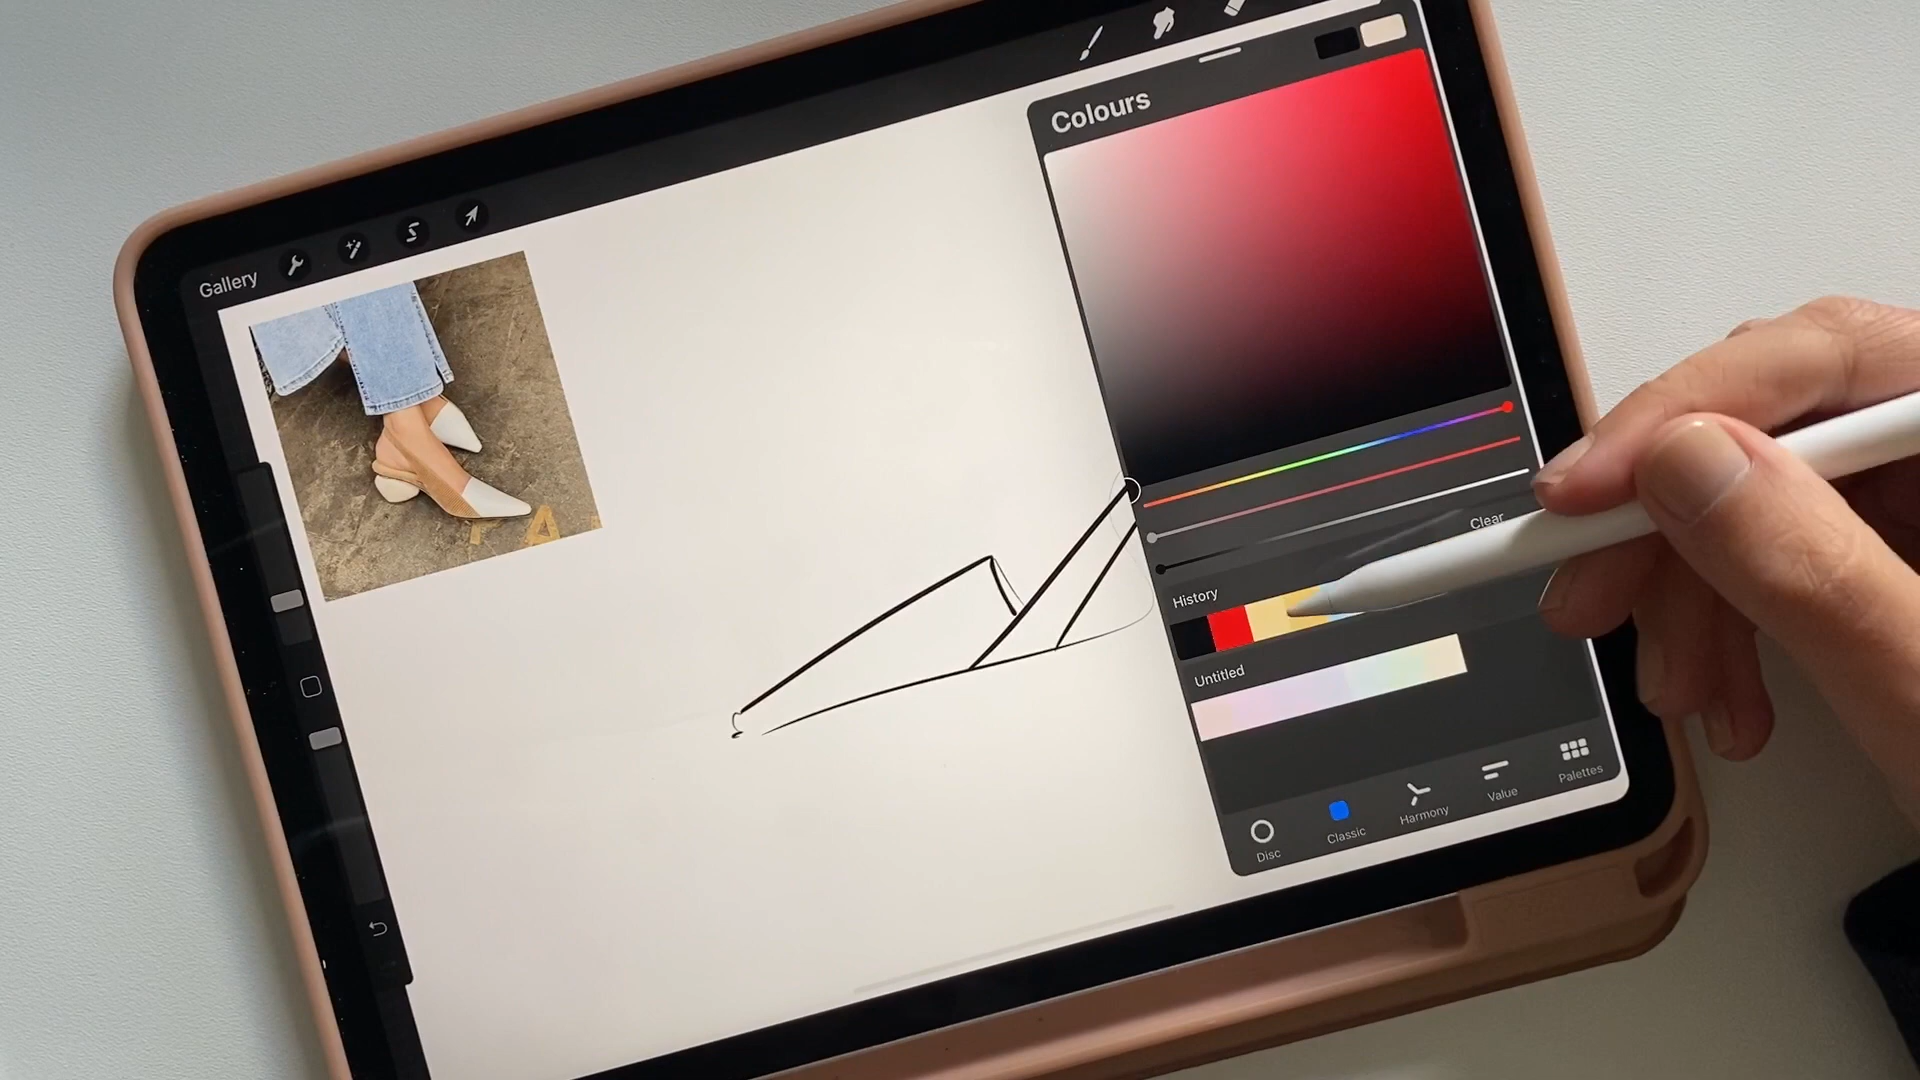 Gallery
Colours
Clear
History
Untitled
Disc
Classic
Harmony
Value
Palettes
A